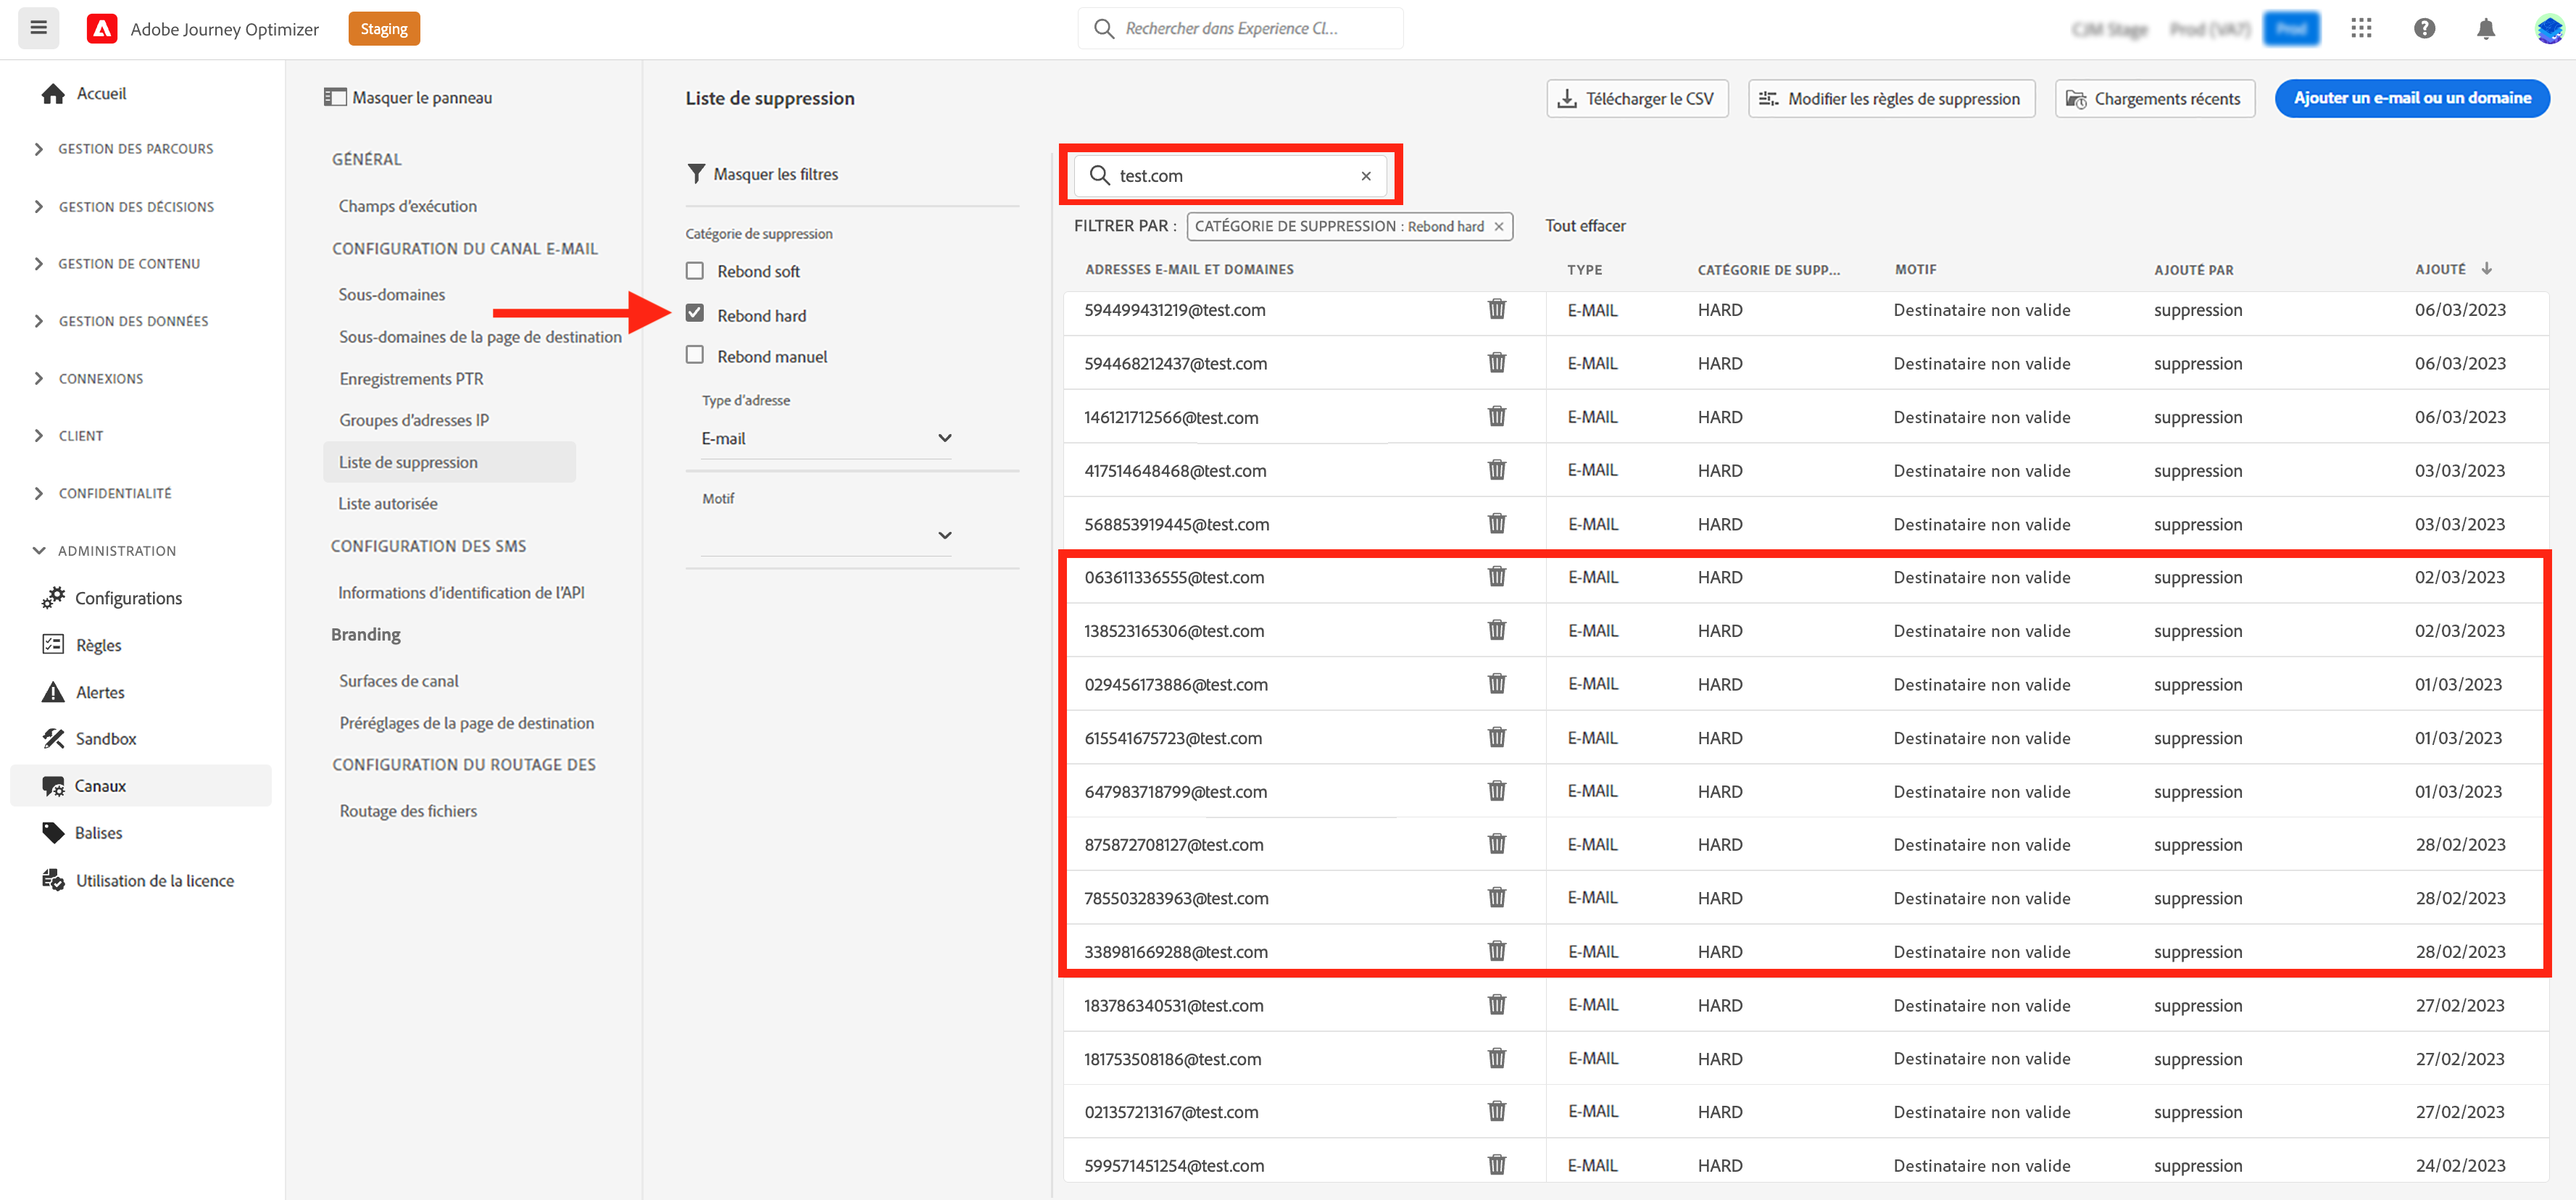 Adobe Journey Optimizer
Staging
Rechercher dans Experience Cl...
Prod
Accueil
GESTION DES PARCOURS
GESTION DES DÉCISIONS
GESTION DE CONTENU
GESTION DES DONNÉES
CONNEXIONS
CLIENT
CONFIDENTIALITÉ
ADMINISTRATION
Configurations
Règles
Alertes
Sandbox
Canaux
Balises
Utilisation de la licence
Masquer le panneau
GÉNÉRAL
Champs d'exécution
CONFIGURATION DU CANAL E-MAIL
Sous-domaines
Sous-domaines de la page de destination
Enregistrements PTR
Groupes d'adresses IP
Liste de suppression
Liste autorisée
CONFIGURATION DES SMS
Informations d'identification de l'API
Branding
Surfaces de canal
Préréglages de la page de destination
CONFIGURATION DU ROUTAGE DES
Routage des fichiers
Liste de suppression
Télécharger le CSV
Modifier les règles de suppression
Chargements récents
Ajouter un e-mail ou un domaine
Masquer les filtres
Catégorie de suppression
Rebond soft
Rebond hard
Rebond manuel
Type d'adresse
E-mail
Motif
test.com
FILTRER PAR : CATÉGORIE DE SUPPRESSION : Rebond hard Tout effacer
ADRESSES E-MAIL ET DOMAINES TYPE CATÉGORIE DE SUPP... MOTIF AJOUTÉ PAR AJOUTÉ
594499431219@test.com E-MAIL HARD Destinataire non valide suppression 06/03/2023
594468212437@test.com E-MAIL HARD Destinataire non valide suppression 06/03/2023
146121712566@test.com E-MAIL HARD Destinataire non valide suppression 06/03/2023
417514648468@test.com E-MAIL HARD Destinataire non valide suppression 03/03/2023
568853919445@test.com E-MAIL HARD Destinataire non valide suppression 03/03/2023
063611336555@test.com E-MAIL HARD Destinataire non valide suppression 02/03/2023
138523165306@test.com E-MAIL HARD Destinataire non valide suppression 02/03/2023
029456173886@test.com E-MAIL HARD Destinataire non valide suppression 01/03/2023
615541675723@test.com E-MAIL HARD Destinataire non valide suppression 01/03/2023
647983718799@test.com E-MAIL HARD Destinataire non valide suppression 01/03/2023
875872708127@test.com E-MAIL HARD Destinataire non valide suppression 28/02/2023
785503283963@test.com E-MAIL HARD Destinataire non valide suppression 28/02/2023
338981669288@test.com E-MAIL HARD Destinataire non valide suppression 28/02/2023
183786340531@test.com E-MAIL HARD Destinataire non valide suppression 27/02/2023
181753508186@test.com E-MAIL HARD Destinataire non valide suppression 27/02/2023
021357213167@test.com E-MAIL HARD Destinataire non valide suppression 27/02/2023
599571451254@test.com E-MAIL HARD Destinataire non valide suppression 24/02/2023